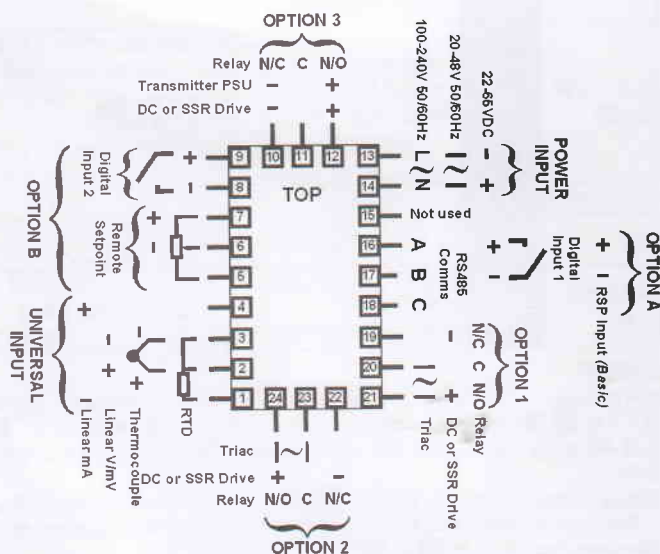 OPTION 3
Relay N/C C N/O
Transmitter PSU − +
DC or SSR Drive − +
10 11 12
TOP
9 8 7 6 5 4 3 2 1
13 14 15 16 17 18 19 20 21
24 23 22
+ −
Digital
Input 2
+ −
Remote
Setpoint
OPTION B
UNIVERSAL
INPUT
RTD
− +
Thermocouple
− +
Linear V/mV
+ −
Linear mA
100-240V 50/60Hz
L ~ N
20-48V 50/60Hz
~
22-65VDC
− +
POWER
INPUT
Not used
A B C
RS485
Comms
+ −
Digital
Input 1
+ −
RSP Input (Basic)
OPTION A
OPTION 1
N/C C N/O
Relay
− +
DC or SSR Drive
~
Triac
Triac ~
DC or SSR Drive + −
Relay N/O C N/C
OPTION 2